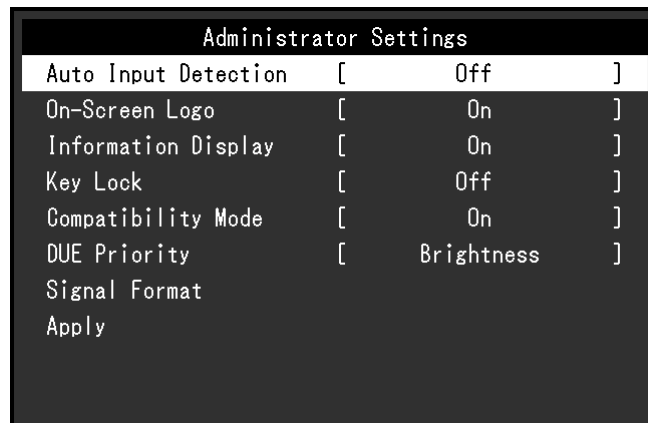 Administrator Settings
Auto Input Detection [ Off ]
On-Screen Logo [ On ]
Information Display [ On ]
Key Lock [ Off ]
Compatibility Mode [ On ]
DUE Priority [ Brightness ]
Signal Format
Apply